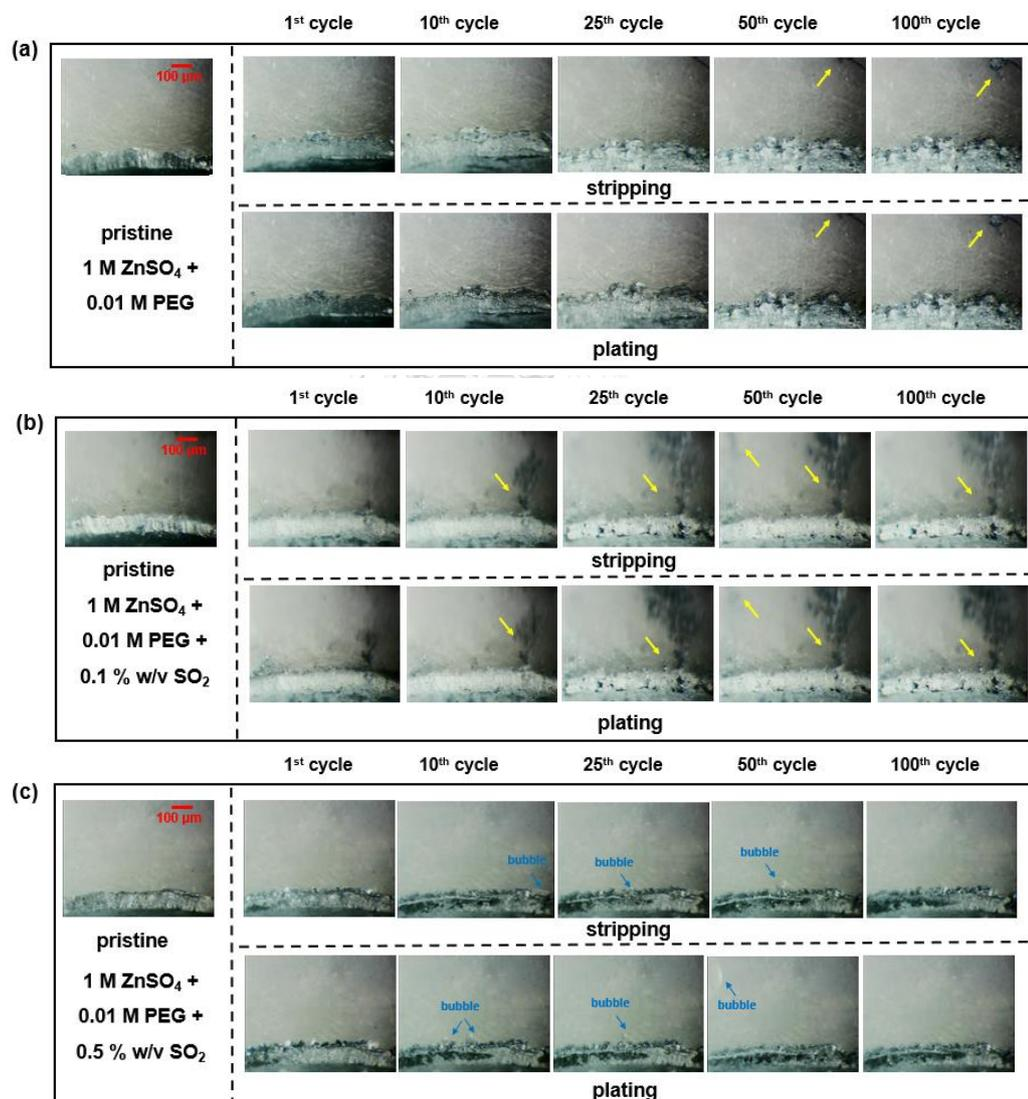 1st cycle 10th cycle 25th cycle 50th cycle 100th cycle
(a)
100 µm
stripping
pristine
1 M ZnSO4 +
0.01 M PEG
plating
1st cycle 10th cycle 25th cycle 50th cycle 100th cycle
(b)
100 µm
stripping
pristine
1 M ZnSO4 +
0.01 M PEG +
0.1 % w/v SO2
plating
1st cycle 10th cycle 25th cycle 50th cycle 100th cycle
(c)
100 µm
bubble bubble bubble
stripping
pristine
1 M ZnSO4 +
0.01 M PEG +
0.5 % w/v SO2
bubble bubble bubble
plating